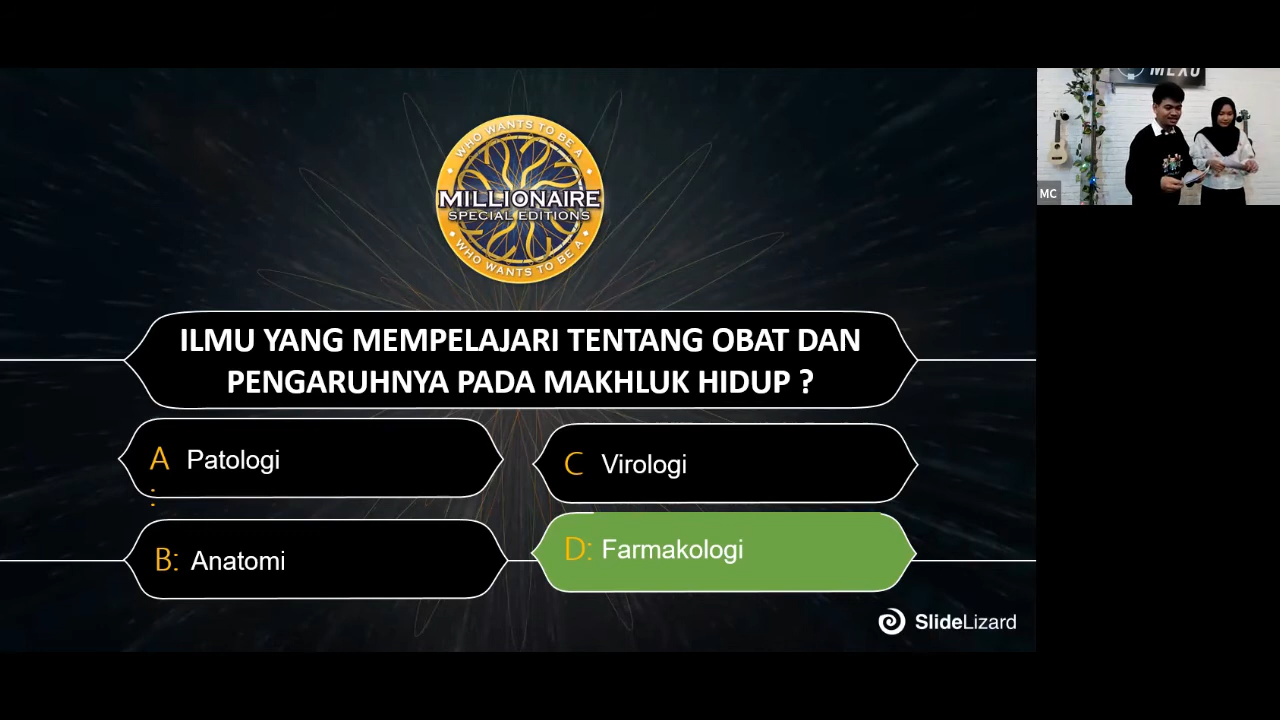 WHO WANTS TO BE A
MILLIONAIRE
SPECIAL EDITIONS
WHO WANTS TO BE A
ILMU YANG MEMPELAJARI TENTANG OBAT DAN
PENGARUHNYA PADA MAKHLUK HIDUP ?
A
: Patologi
C Virologi
B: Anatomi
D: Farmakologi
SlideLizard
MC